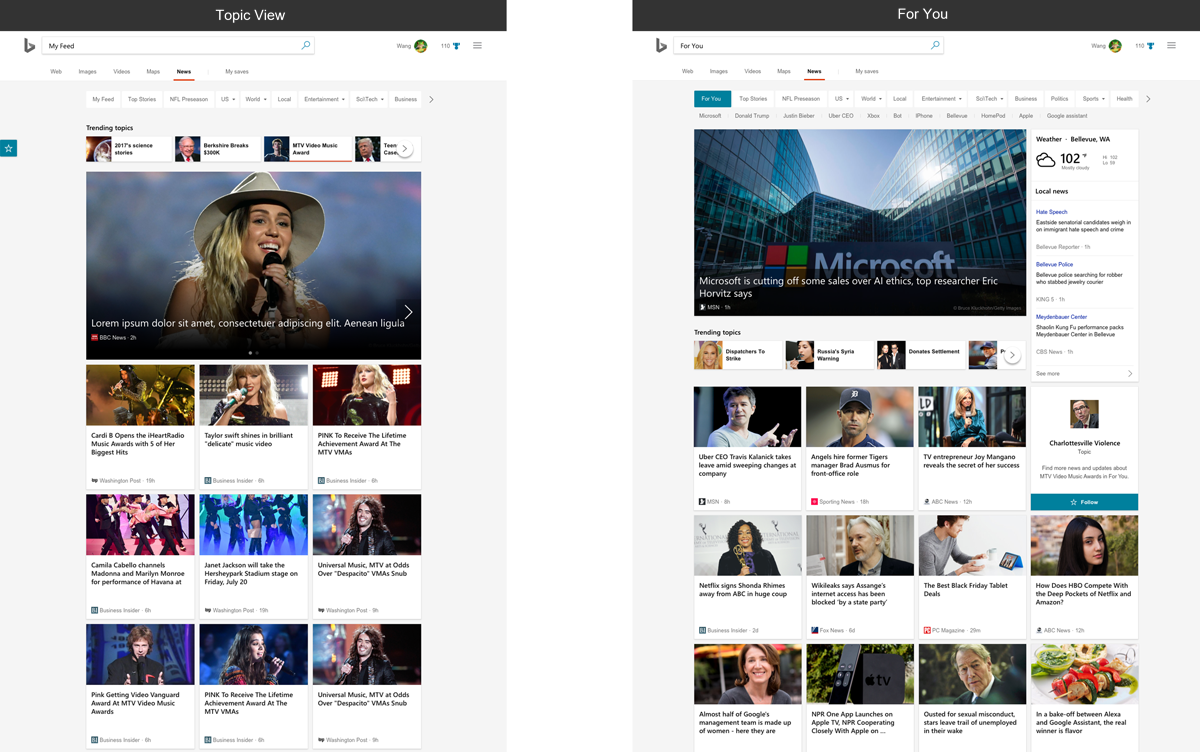 Topic View
My Feed
Wang
110
Web Images Videos Maps News My saves
My Feed Top Stories NFL Preseason US World Local Entertainment Sci\Tech Business
Trending topics
2017's science
stories
Berkshire Breaks
$300K
MTV Video Music
Award
Teen
Case
Lorem ipsum dolor sit amet, consectetuer adipiscing elit. Aenean ligula
BBC News · 2h
Cardi B Opens the iHeartRadio
Music Awards with 5 of Her
Biggest Hits
Washington Post · 19h
Taylor swift shines in brilliant
"delicate" music video
Business Insider · 6h
PINK To Receive The Lifetime
Achievement Award At The
MTV VMAs
Business Insider · 6h
Camila Cabello channels
Madonna and Marilyn Monroe
for performance of Havana at
Business Insider · 6h
Janet Jackson will take the
Hersheypark Stadium stage on
Friday, July 20
Washington Post · 19h
Universal Music, MTV at Odds
Over "Despacito" VMAs Snub
Washington Post · 9h
Pink Getting Video Vanguard
Award At MTV Video Music
Awards
Business Insider · 6h
PINK To Receive The Lifetime
Achievement Award At The
MTV VMAs
Business Insider · 6h
Universal Music, MTV at Odds
Over "Despacito" VMAs Snub
Washington Post · 9h
For You
For You
Wang
110
Web Images Videos Maps News My saves
For You Top Stories NFL Preseason US World Local Entertainment Sci\Tech Business Politics Sports Health
Microsoft Donald Trump Justin Bieber Uber CEO Xbox Bot IPhone Bellevue HomePod Apple Google assistant
Microsoft
Microsoft is cutting off some sales over AI ethics, top researcher Eric
Horvitz says
MSN · 1h
© Bruce Kluckhohn/Getty Images
Weather · Bellevue, WA
102 °F
Mostly cloudy
Hi 102
Lo 59
Local news
Hate Speech
Eastside senatorial candidates weigh in
on immigrant hate speech and crime
Bellevue Reporter · 1h
Bellevue Police
Bellevue police searching for robber
who stabbed jewelry courier
KING 5 · 1h
Meydenbauer Center
Shaolin Kung Fu performance packs
Meydenbauer Center in Bellevue
CBS News · 1h
See more
Trending topics
Dispatchers To
Strike
Russia's Syria
Warning
Donates Settlement
Uber CEO Travis Kalanick takes
leave amid sweeping changes at
company
MSN · 8h
Angels hire former Tigers
manager Brad Ausmus for
front-office role
Sporting News · 18h
TV entrepreneur Joy Mangano
reveals the secret of her success
ABC News · 12h
Charlottesville Violence
Topic
Find more news and updates about
MTV Video Music Awards in For You.
Follow
Netflix signs Shonda Rhimes
away from ABC in huge coup
Business Insider · 2d
Wikileaks says Assange's
internet access has been
blocked 'by a state party'
Fox News · 6d
The Best Black Friday Tablet
Deals
PC Magazine · 29m
How Does HBO Compete With
the Deep Pockets of Netflix and
Amazon?
ABC News · 12h
Almost half of Google's
management team is made up
of women - here they are
tv
NPR One App Launches on
Apple TV, NPR Cooperating
Closely With Apple on ...
Ousted for sexual misconduct,
stars leave trail of unemployed
in their wake
In a bake-off between Alexa
and Google Assistant, the real
winner is flavor